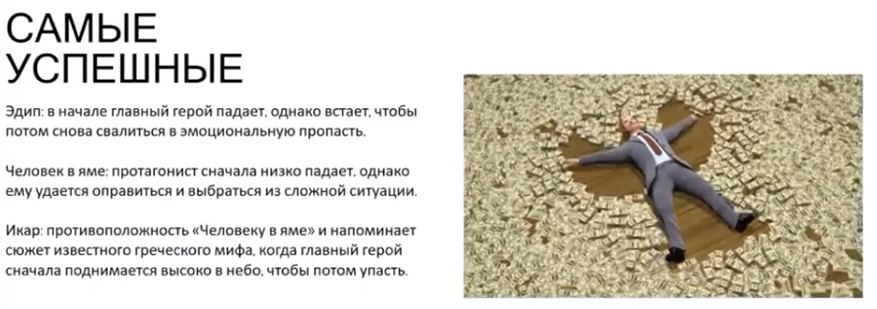 САМЫЕ
УСПЕШНЫЕ
Эдип: в начале главный герой падает, однако встает, чтобы
потом снова свалиться в эмоциональную пропасть.
Человек в яме: протагонист сначала низко падает, однако
ему удается оправиться и выбраться из сложной ситуации.
Икар: противоположность «Человеку в яме» и напоминает
сюжет известного греческого мифа, когда главный герой
сначала поднимается высоко в небо, чтобы потом упасть.